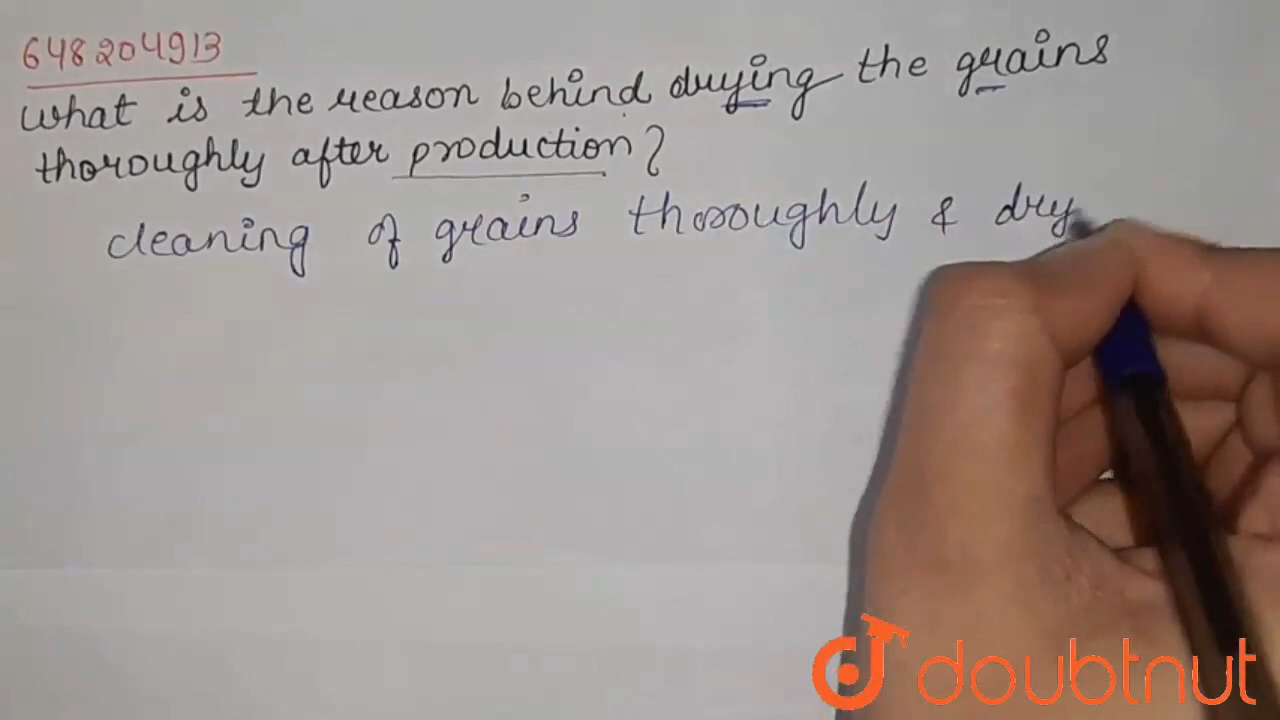 648204913
What is the reason behind drying the grains
thoroughly after production?
cleaning of grains thoroughly & dry
doubtnut